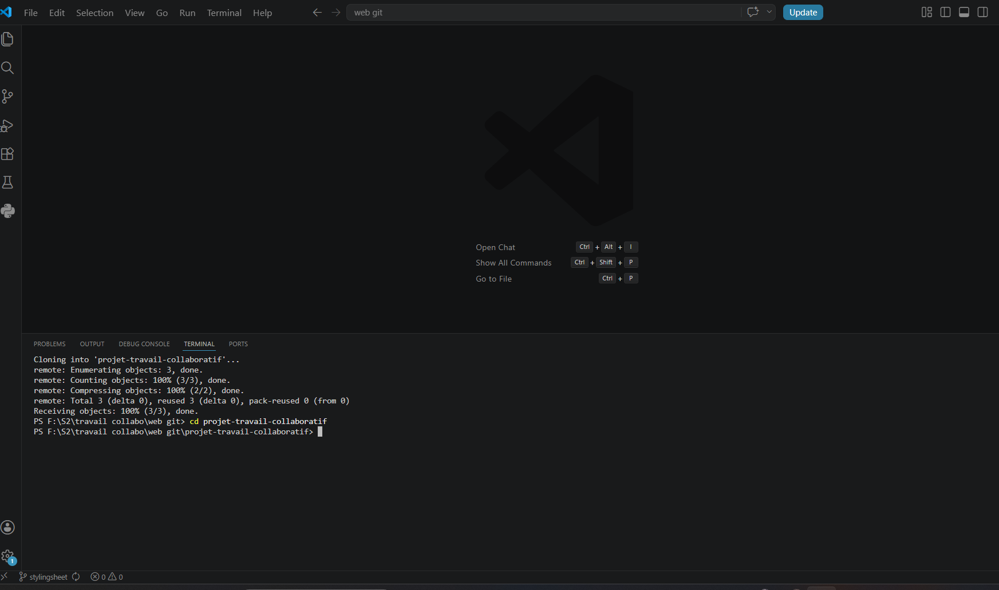 File Edit Selection View Go Run Terminal Help web git Update
Open Chat Ctrl + Alt + I
Show All Commands Ctrl + Shift + P
Go to File Ctrl + P
PROBLEMS OUTPUT DEBUG CONSOLE TERMINAL PORTS
Cloning into 'projet-travail-collaboratif'...
remote: Enumerating objects: 3, done.
remote: Counting objects: 100% (3/3), done.
remote: Compressing objects: 100% (2/2), done.
remote: Total 3 (delta 0), reused 3 (delta 0), pack-reused 0 (from 0)
Receiving objects: 100% (3/3), done.
PS F:\S2\travail collabo\web git> cd projet-travail-collaboratif
PS F:\S2\travail collabo\web git\projet-travail-collaboratif>
1
stylingsheet 0 0